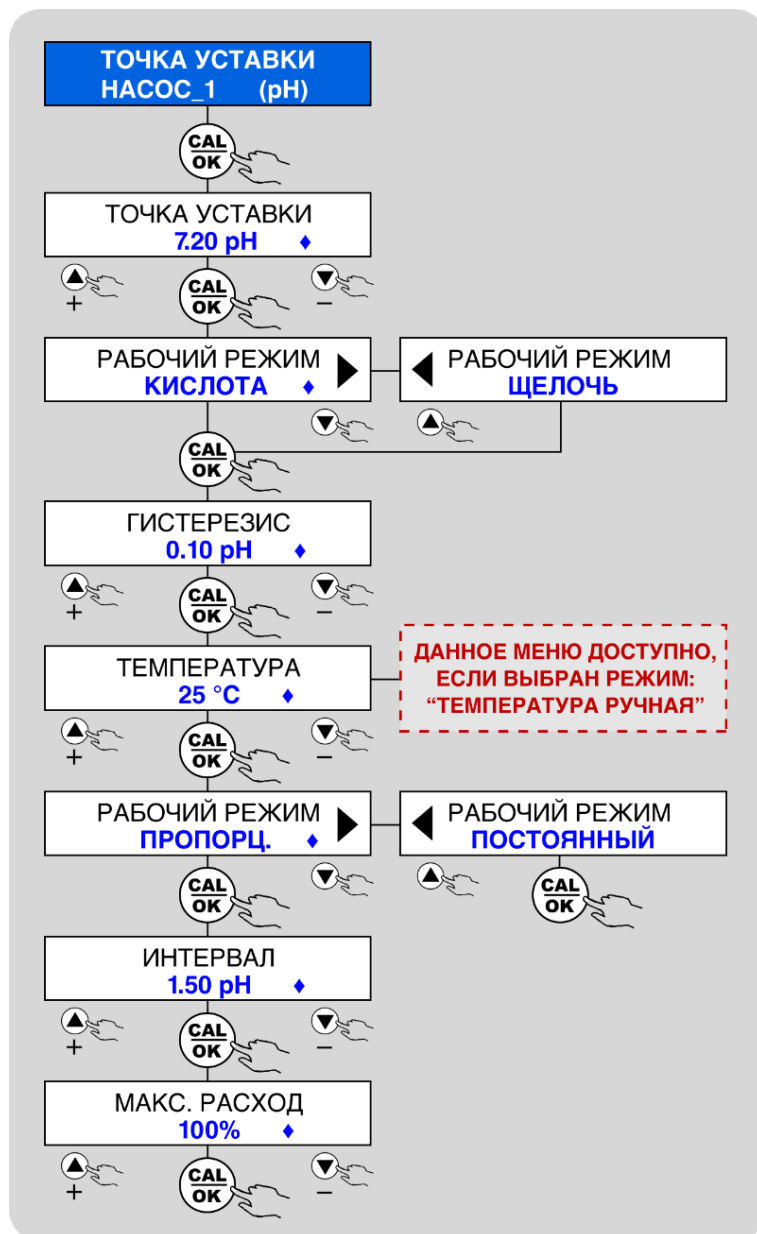 ТОЧКА УСТАВКИ
НАСОС_1 (pH)
CAL
OK
ТОЧКА УСТАВКИ
7.20 pH ♦
+
CAL
OK
−
РАБОЧИЙ РЕЖИМ
КИСЛОТА ♦
РАБОЧИЙ РЕЖИМ
ЩЕЛОЧЬ
CAL
OK
ГИСТЕРЕЗИС
0.10 pH ♦
+
CAL
OK
−
ТЕМПЕРАТУРА
25 °C ♦
ДАННОЕ МЕНЮ ДОСТУПНО,
ЕСЛИ ВЫБРАН РЕЖИМ:
“ТЕМПЕРАТУРА РУЧНАЯ”
+
CAL
OK
−
РАБОЧИЙ РЕЖИМ
ПРОПОРЦ. ♦
РАБОЧИЙ РЕЖИМ
ПОСТОЯННЫЙ
CAL
OK
CAL
OK
ИНТЕРВАЛ
1.50 pH ♦
+
CAL
OK
−
МАКС. РАСХОД
100% ♦
+
CAL
OK
−